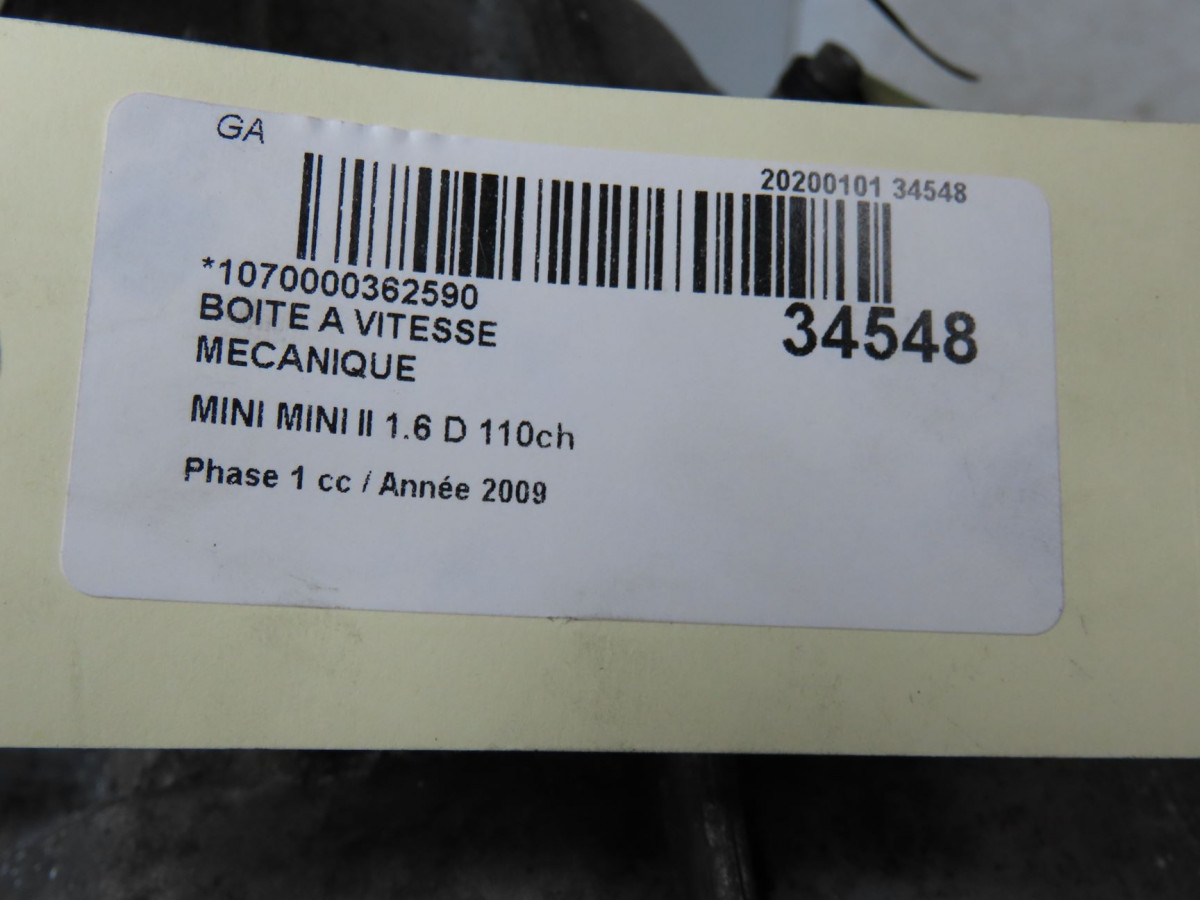 GA
20200101 34548
*1070000362590
34548
BOITE A VITESSE
MECANIQUE
MINI MINI II 1.6 D 110ch
Phase 1 cc / Année 2009